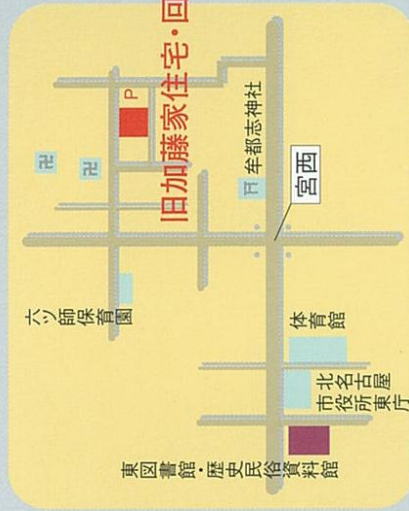 旧加藤家住宅・回
P
卍
卍
牟都志神社
宮西
六ツ師保育園
体育館
北名古屋
市役所東庁
東図書館・歴史民俗資料館